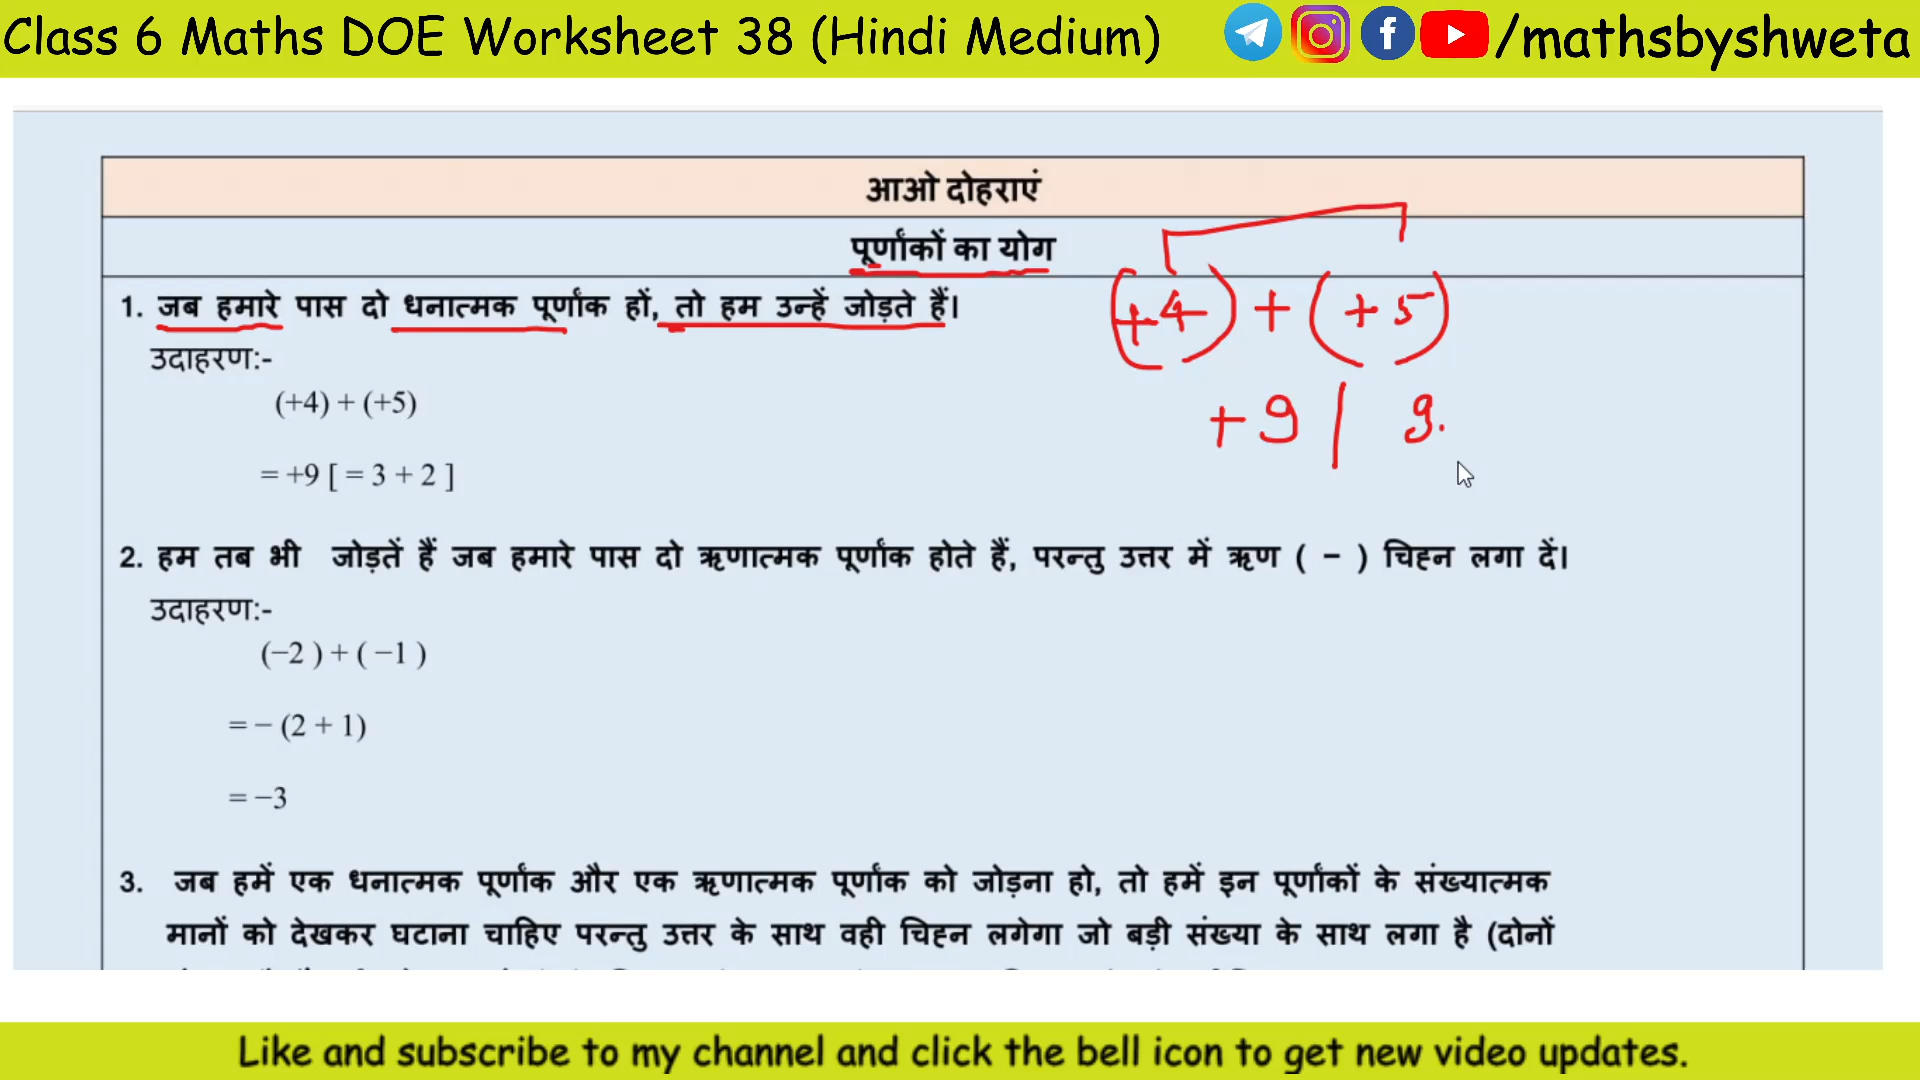 Class 6 Maths DOE Worksheet 38 (Hindi Medium) /mathsbyshweta
आओ दोहराएं
पूर्णांकों का योग
1. जब हमारे पास दो धनात्मक पूर्णांक हों, तो हम उन्हें जोड़ते हैं।
(+4) + (+5)
उदाहरण:-
(+4) + (+5)
+9 | 9.
= +9 [ = 3 + 2 ]
2. हम तब भी जोड़तें हैं जब हमारे पास दो ऋणात्मक पूर्णांक होते हैं, परन्तु उत्तर में ऋण ( − ) चिह्न लगा दें।
उदाहरण:-
(−2 ) + ( −1 )
= − (2 + 1)
= −3
3. जब हमें एक धनात्मक पूर्णांक और एक ऋणात्मक पूर्णांक को जोड़ना हो, तो हमें इन पूर्णांकों के संख्यात्मक
मानों को देखकर घटाना चाहिए परन्तु उत्तर के साथ वही चिह्न लगेगा जो बड़ी संख्या के साथ लगा है (दोनों
Like and subscribe to my channel and click the bell icon to get new video updates.